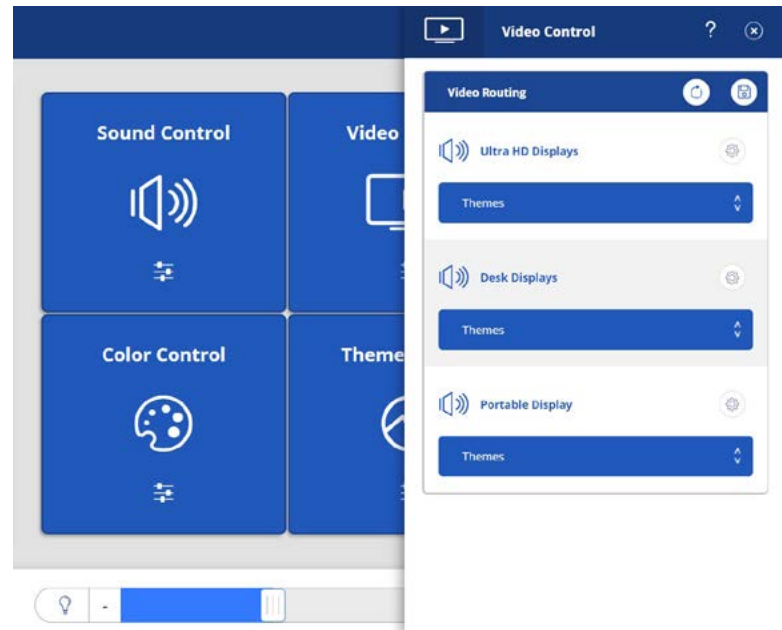 Video Control
?
Sound Control
Video
Color Control
Theme
-
Video Routing
Ultra HD Displays
Themes
Desk Displays
Themes
Portable Display
Themes